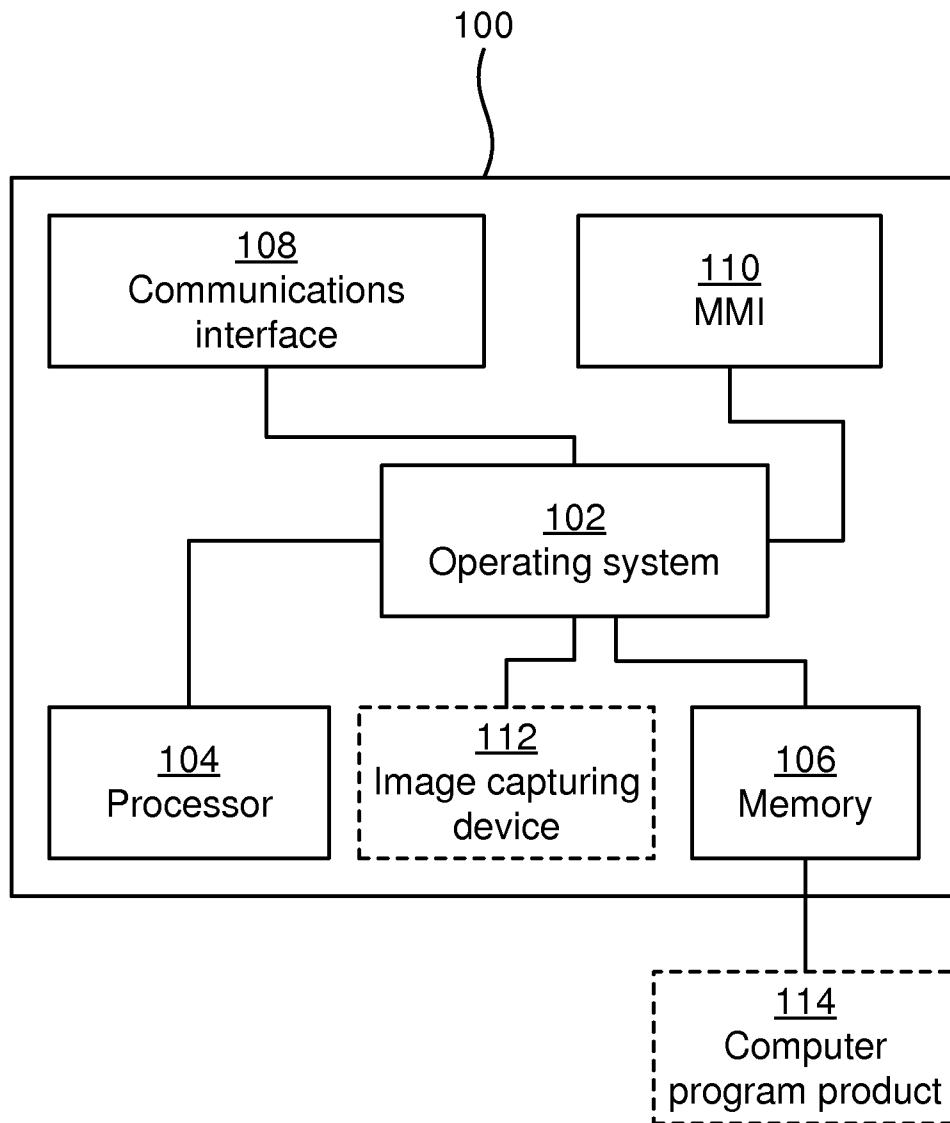 100
108
Communications
interface
110
MMI
102
Operating system
104
Processor
112
Image capturing
device
106
Memory
114
Computer
program product